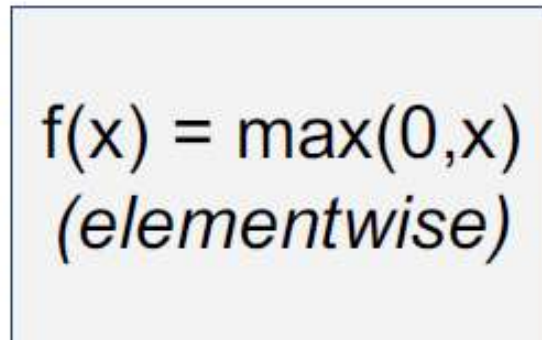 f(x) = max(0,x)
(elementwise)